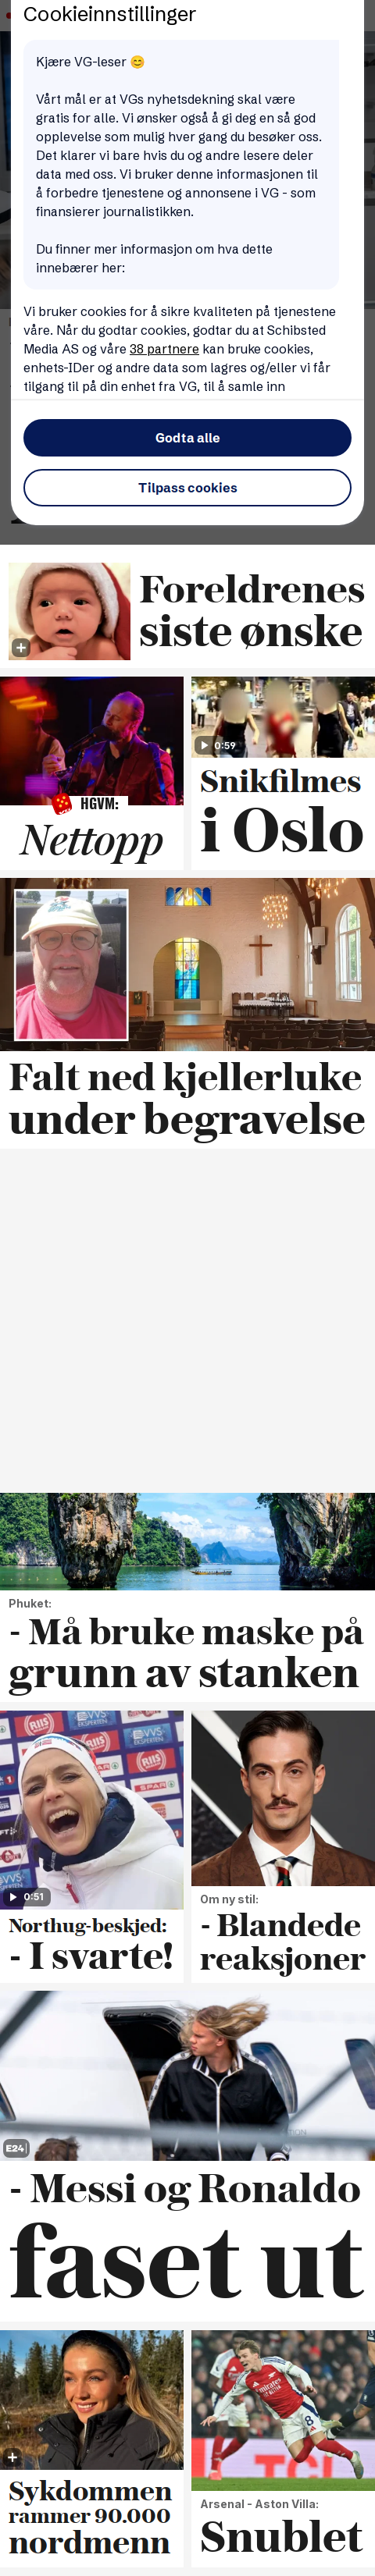 Cookieinnstillinger
Kjære VG-leser 😊
Vårt mål er at VGs nyhetsdekning skal være
gratis for alle. Vi ønsker også å gi deg en så god
opplevelse som mulig hver gang du besøker oss.
Det klarer vi bare hvis du og andre lesere deler
data med oss. Vi bruker denne informasjonen til
å forbedre tjenestene og annonsene i VG - som
finansierer journalistikken.
Du finner mer informasjon om hva dette
innebærer her:
Vi bruker cookies for å sikre kvaliteten på tjenestene
våre. Når du godtar cookies, godtar du at Schibsted
Media AS og våre 38 partnere kan bruke cookies,
enhets-IDer og andre data som lagres og/eller vi får
tilgang til på din enhet fra VG, til å samle inn
Godta alle
Tilpass cookies
Foreldrenes
siste ønske
HGVM:
Nettopp
0:59
Snikfilmes
i Oslo
Falt ned kjellerluke
under begravelse
Phuket:
- Må bruke maske på
grunn av stanken
0:51
Northug-beskjed:
- I svarte!
Om ny stil:
- Blandede
reaksjoner
E24
- Messi og Ronaldo
faset ut
Sykdommen
rammer 90.000
nordmenn
Arsenal - Aston Villa:
Snublet